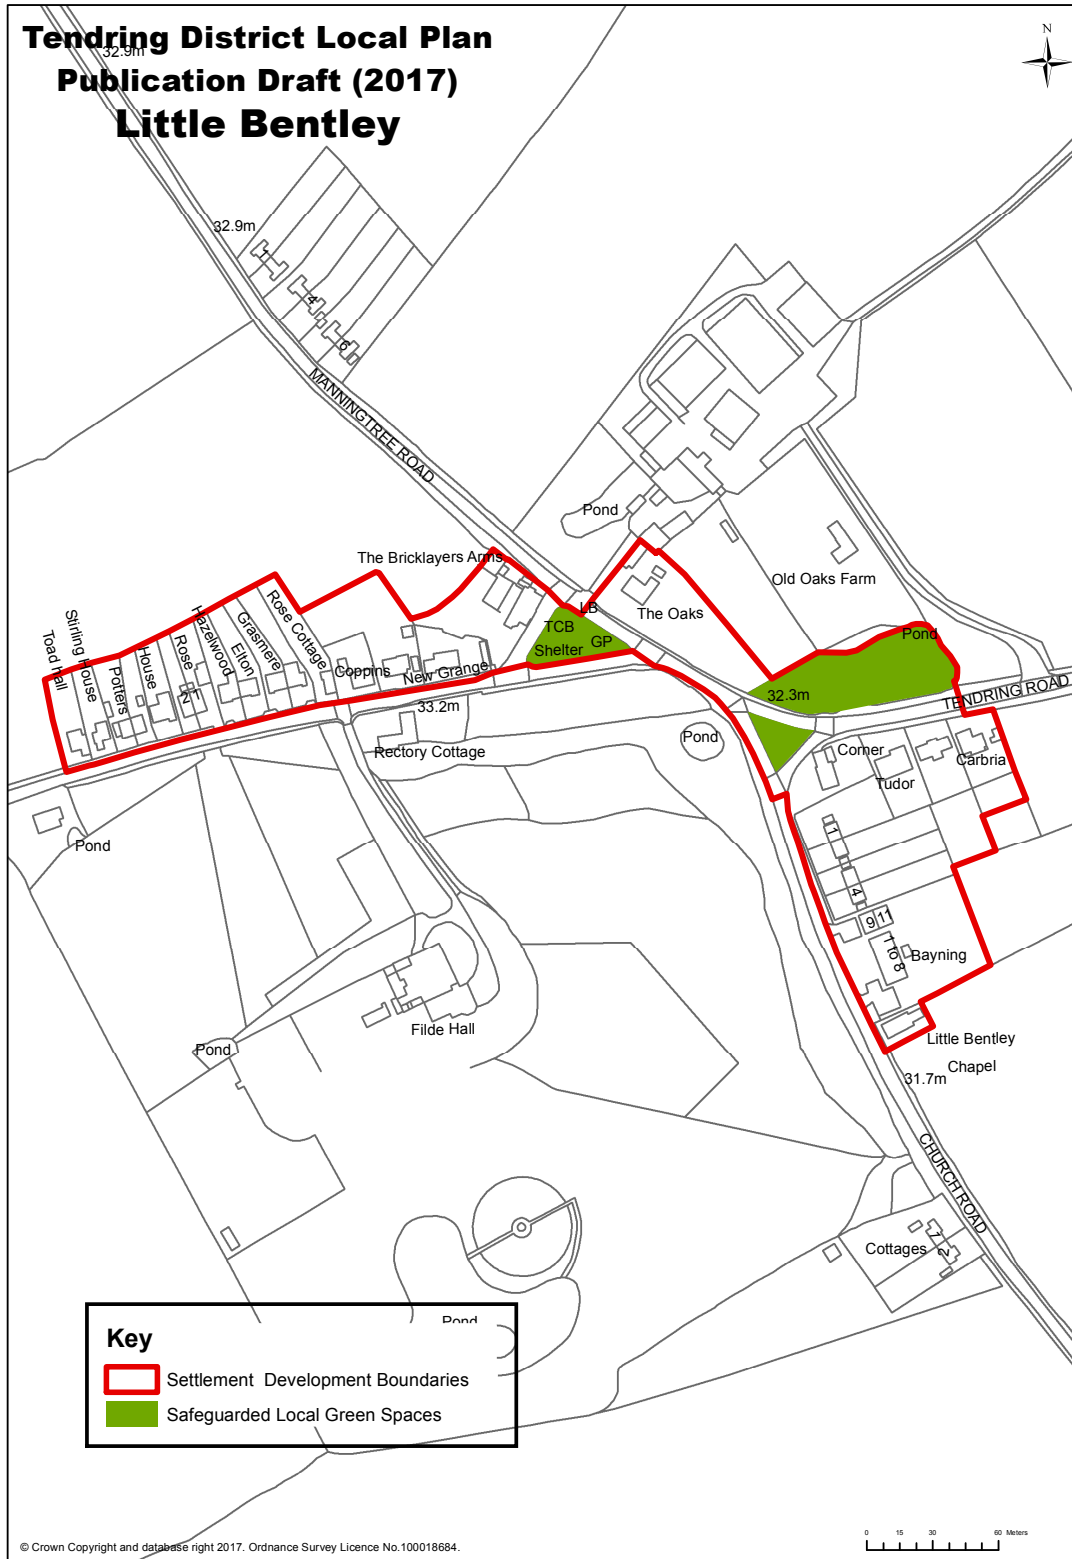 Tendring District Local Plan
Publication Draft (2017)
Little Bentley
N
32.9m
32.9m
1
4
6
MANNINGTREE ROAD
Pond
The Bricklayers Arms
Old Oaks Farm
LB
The Oaks
TCB
GP
Shelter
Pond
Toad hall
Stirling House
Potters
House
Rose
Hazelwood
Elton
Grasmere
Rose Cottage
Coppins
New Grange
32.3m
TENDRING ROAD
33.2m
Rectory Cottage
Pond
Corner
Tudor
Carbria
Pond
1
4
9
11
1 to 8
Bayning
Filde Hall
Pond
Little Bentley
Chapel
31.7m
CHURCH ROAD
Cottages
1
2
Pond
Key
Settlement Development Boundaries
Safeguarded Local Green Spaces
0 15 30 60 Meters
© Crown Copyright and database right 2017. Ordnance Survey Licence No.100018684.